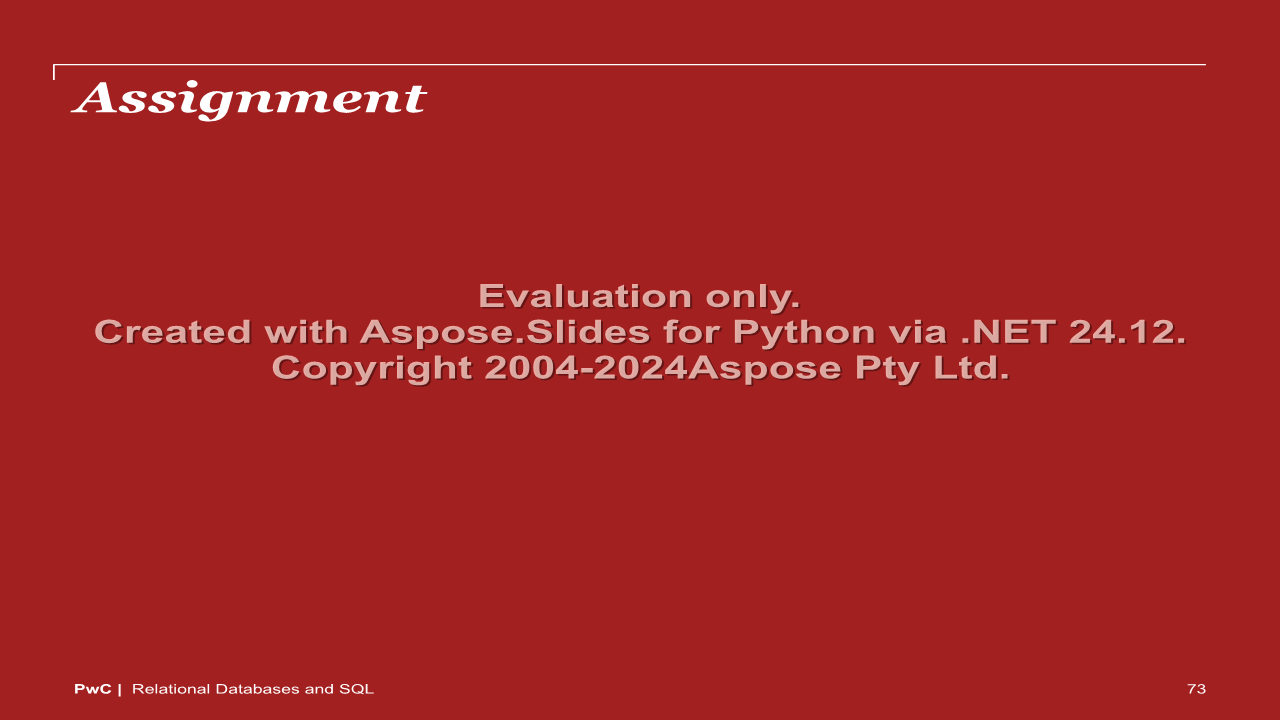 Assignment
Evaluation only.
Created with Aspose.Slides for Python via .NET 24.12.
Copyright 2004-2024Aspose Pty Ltd.
PwC | Relational Databases and SQL
73